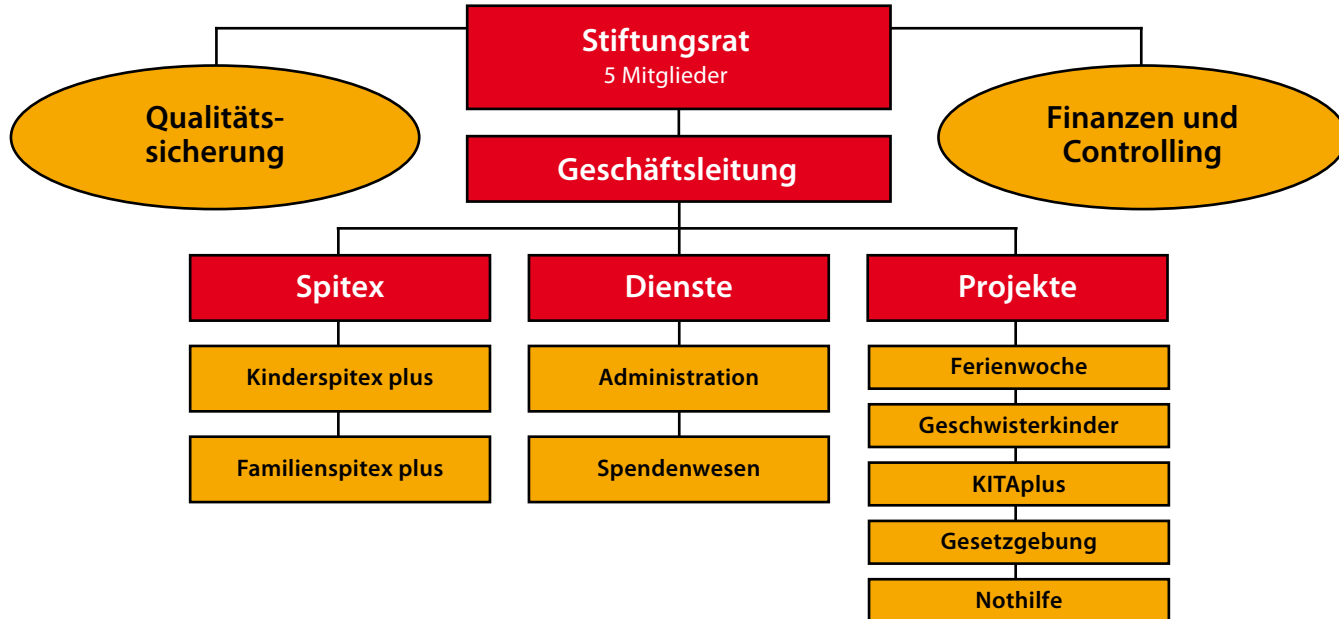 Stiftungsrat
5 Mitglieder
Qualitäts-
sicherung
Finanzen und
Controlling
Geschäftsleitung
Spitex
Dienste
Projekte
Kinderspitex plus
Familienspitex plus
Administration
Spendenwesen
Ferienwoche
Geschwisterkinder
KITAplus
Gesetzgebung
Nothilfe